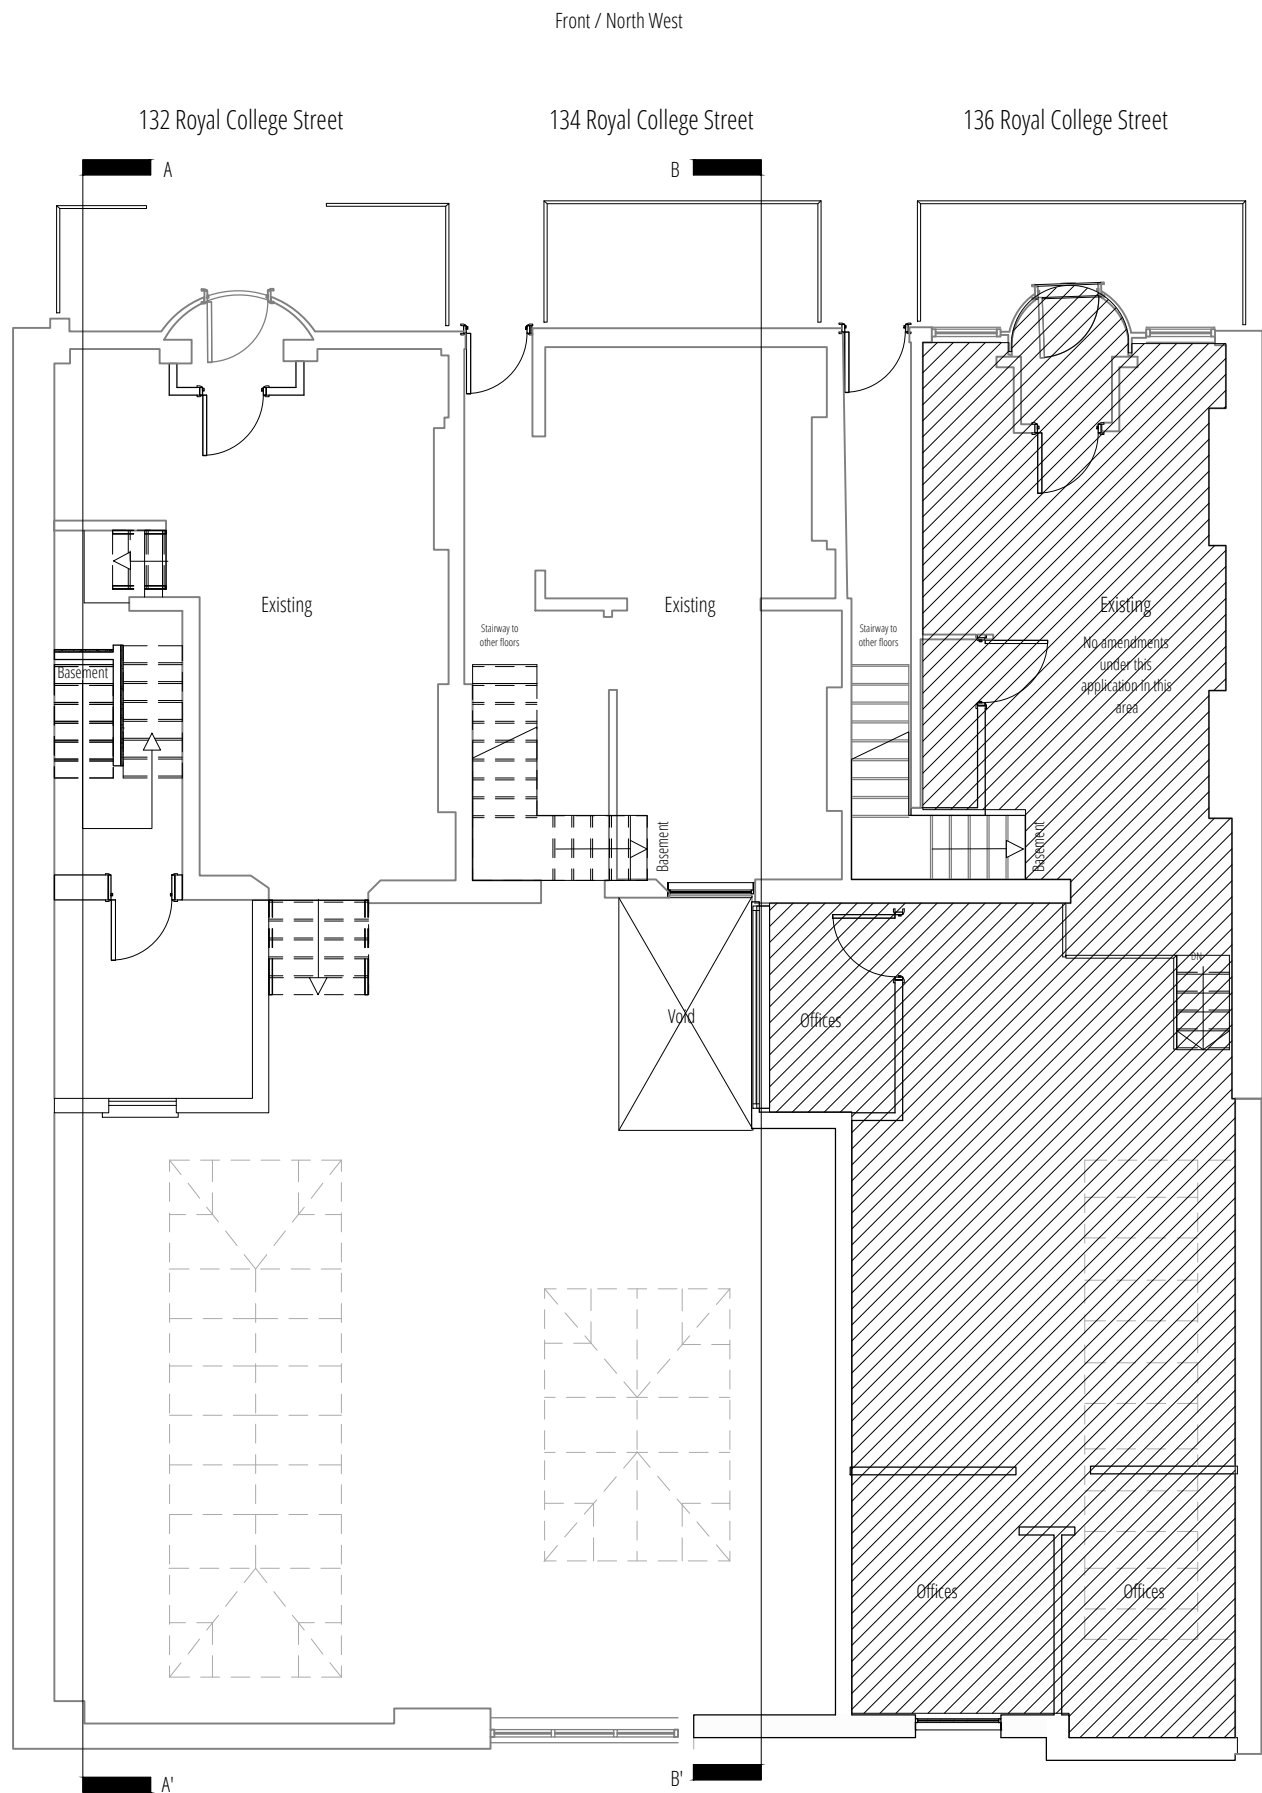 Front / North West
132 Royal College Street
134 Royal College Street
136 Royal College Street
A
B
Existing
Existing
Existing
No amendments
under this
application in this
area
Stairway to
other floors
Stairway to
other floors
Basement
Basement
Basement
DN
Void
Offices
Offices
Offices
A'
B'